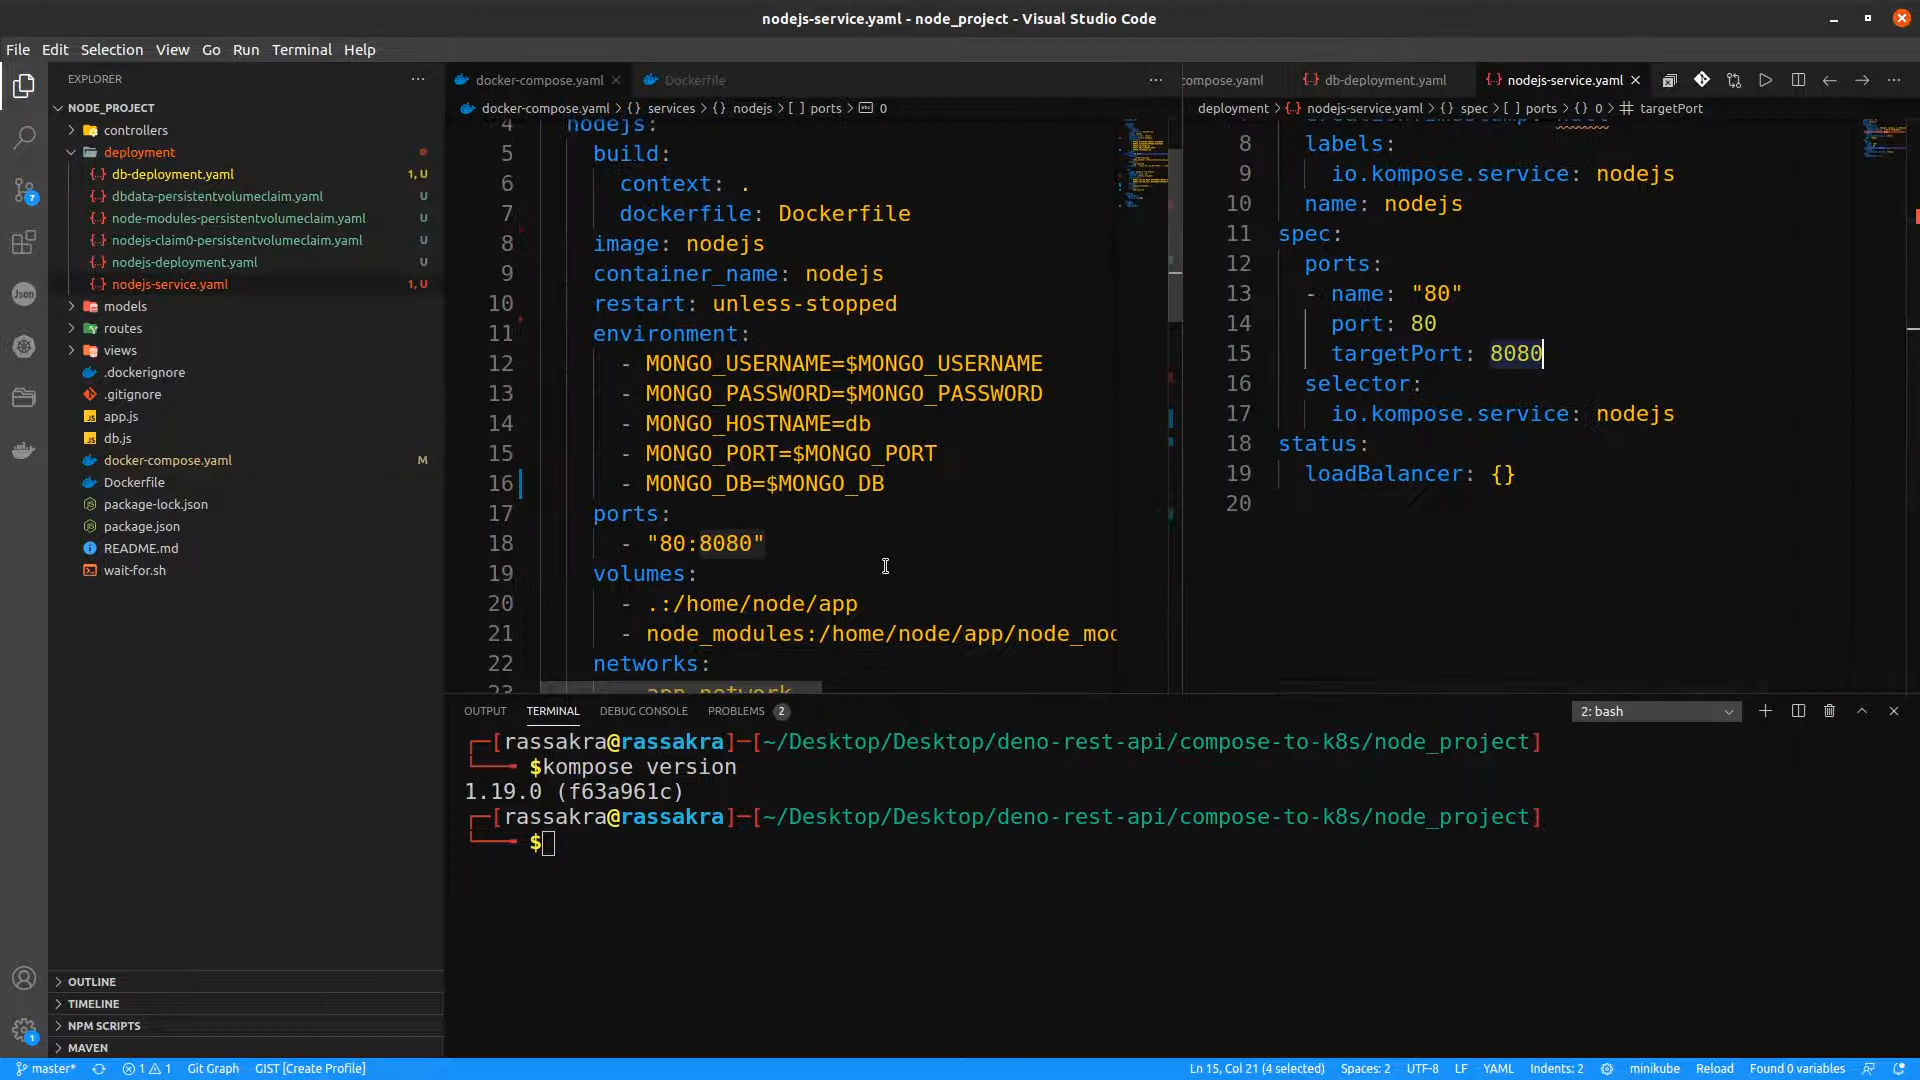 nodejs-service.yaml - node_project - Visual Studio Code
File Edit Selection View Go Run Terminal Help
EXPLORER
NODE_PROJECT
controllers
deployment
db-deployment.yaml 1, U
dbdata-persistentvolumeclaim.yaml U
node-modules-persistentvolumeclaim.yaml U
nodejs-claim0-persistentvolumeclaim.yaml U
nodejs-deployment.yaml U
nodejs-service.yaml 1, U
models
routes
views
.dockerignore
.gitignore
app.js
db.js
docker-compose.yaml M
Dockerfile
package-lock.json
package.json
README.md
wait-for.sh
OUTLINE
TIMELINE
NPM SCRIPTS
MAVEN
7
Json
1
docker-compose.yaml Dockerfile
docker-compose.yaml > {} services > {} nodejs > [ ] ports > abc 0
4 nodejs:
5 build:
6 context: .
7 dockerfile: Dockerfile
8 image: nodejs
9 container_name: nodejs
10 restart: unless-stopped
11 environment:
12 - MONGO_USERNAME=$MONGO_USERNAME
13 - MONGO_PASSWORD=$MONGO_PASSWORD
14 - MONGO_HOSTNAME=db
15 - MONGO_PORT=$MONGO_PORT
16 - MONGO_DB=$MONGO_DB
17 ports:
18 - "80:8080"
19 volumes:
20 - .:/home/node/app
21 - node_modules:/home/node/app/node_mod
22 networks:
23 - app-network
compose.yaml db-deployment.yaml nodejs-service.yaml
deployment > nodejs-service.yaml > {} spec > [ ] ports > {} 0 > # targetPort
creationTimestamp: null
8 labels:
9 io.kompose.service: nodejs
10 name: nodejs
11 spec:
12 ports:
13 - name: "80"
14 port: 80
15 targetPort: 8080
16 selector:
17 io.kompose.service: nodejs
18 status:
19 loadBalancer: {}
20
OUTPUT TERMINAL DEBUG CONSOLE PROBLEMS 2
2: bash
[rassakra@rassakra]─[~/Desktop/Desktop/deno-rest-api/compose-to-k8s/node_project]
$kompose version
1.19.0 (f63a961c)
[rassakra@rassakra]─[~/Desktop/Desktop/deno-rest-api/compose-to-k8s/node_project]
$
master* 1 1 Git Graph GIST [Create Profile] Ln 15, Col 21 (4 selected) Spaces: 2 UTF-8 LF YAML Indents: 2 minikube Reload Found 0 variables